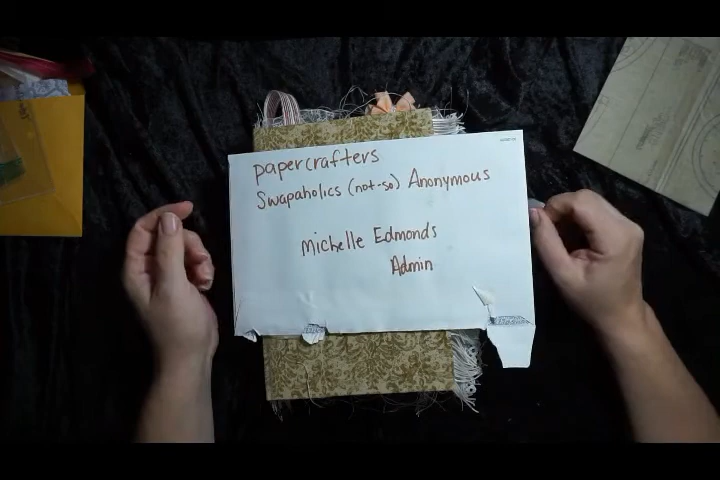 papercrafters
Swapaholics (not-so) Anonymous
Michelle Edmonds
Admin